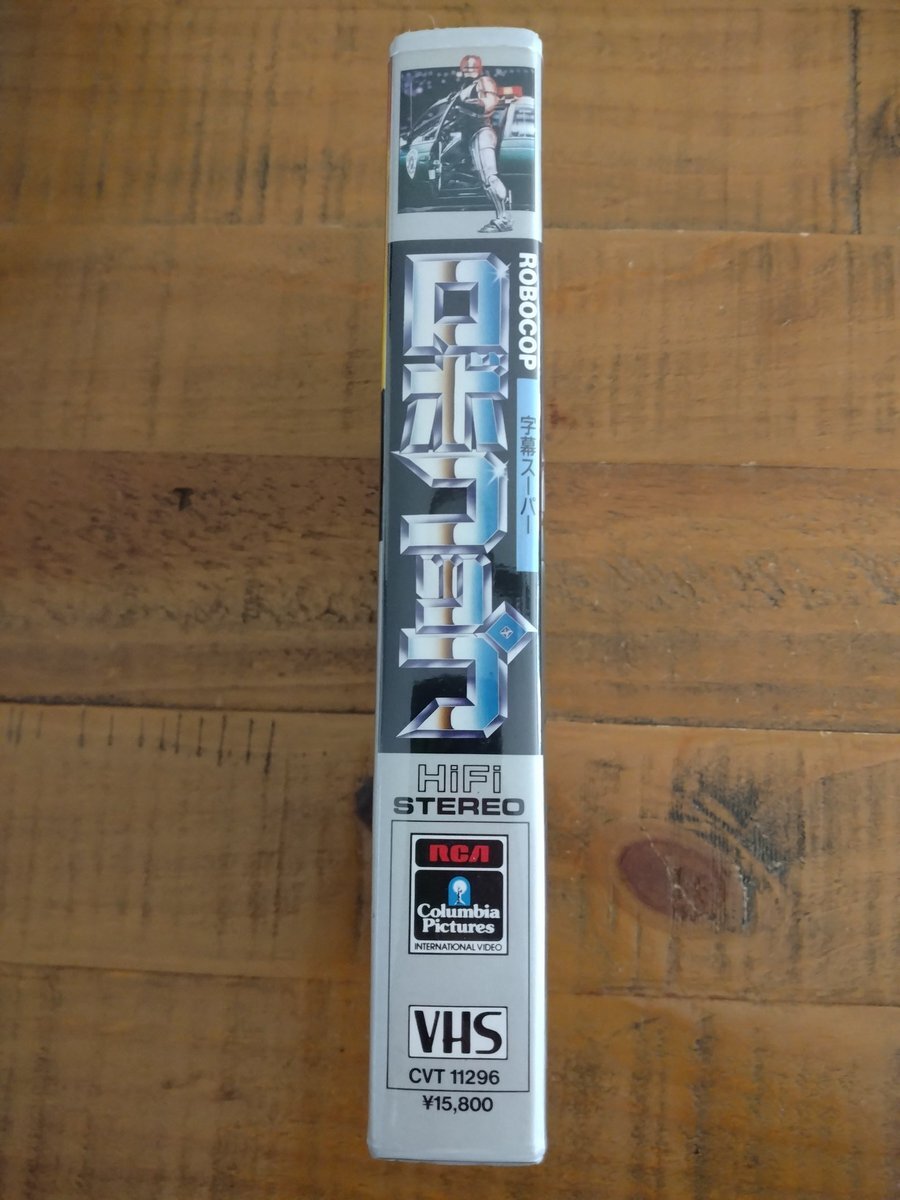 ロボコップ
ROBOCOP
字幕スーパー
HiFi
STEREO
RCA
Columbia
Pictures
INTERNATIONAL VIDEO
VHS
CVT 11296
¥15,800